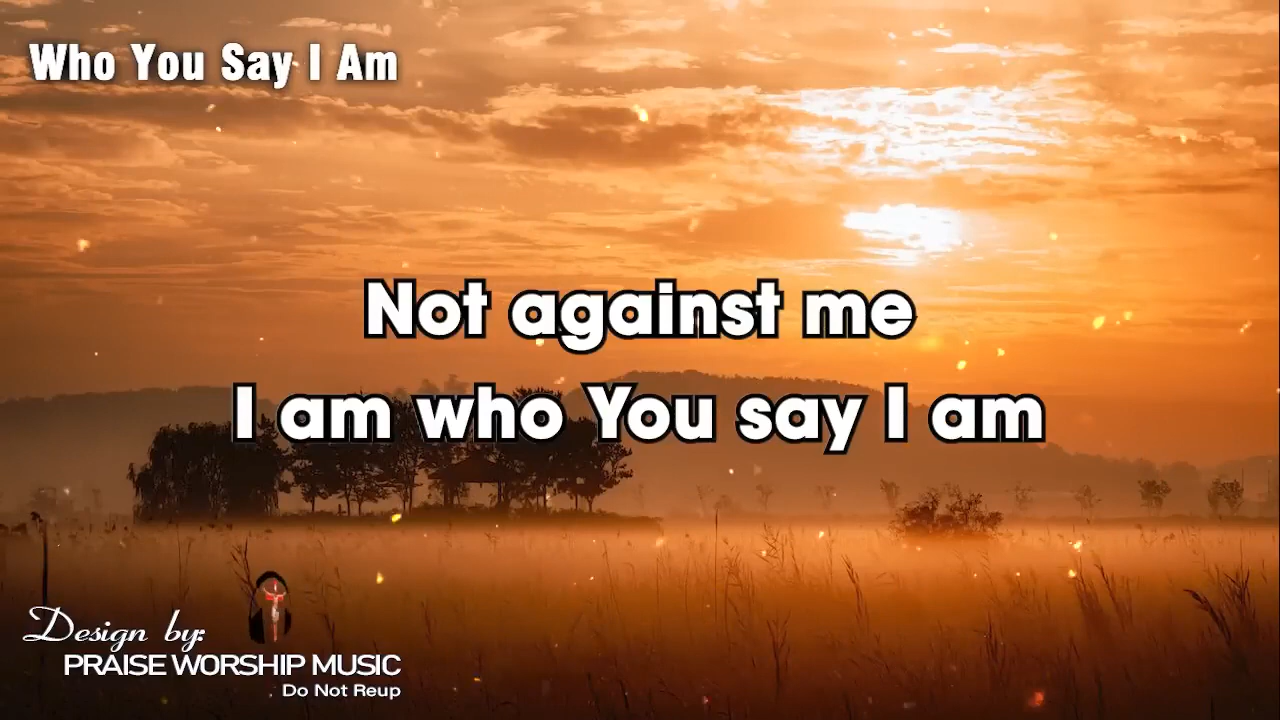 Who You Say I Am
Not against me
I am who You say I am
Design by:
PRAISE WORSHIP MUSIC
Do Not Reup